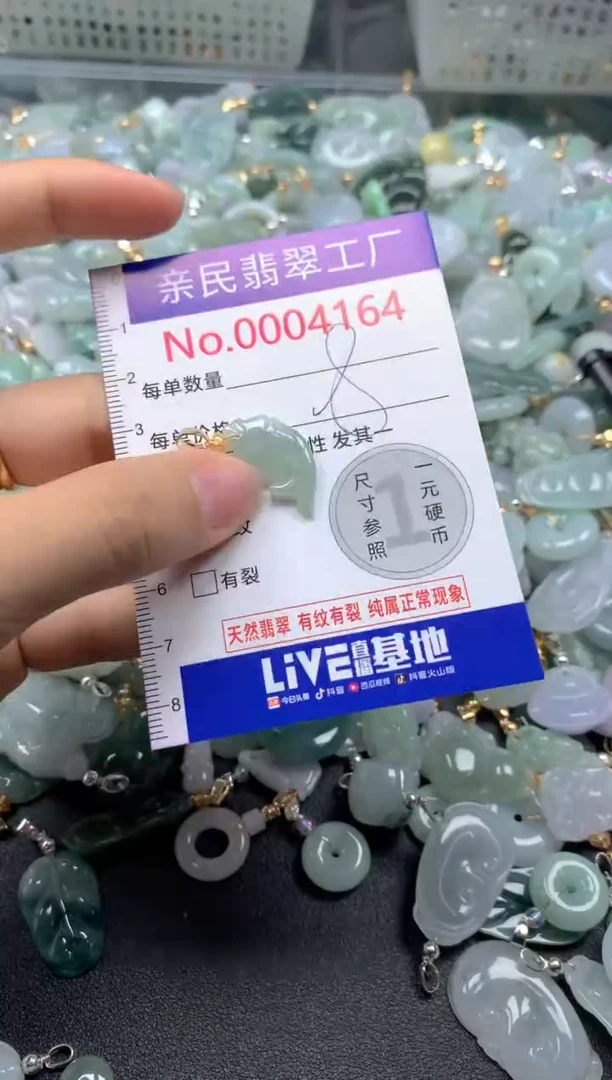 亲民翡翠工厂
No.0004164
1
2 每单数量
8
3 每单价格
性 发其
尺寸参照
1
一元硬币
纹
6 有裂
天然翡翠 有纹有裂 纯属正常现象
7
LiVE直播基地
8
今日头条 抖音 西瓜视频 抖音火山版